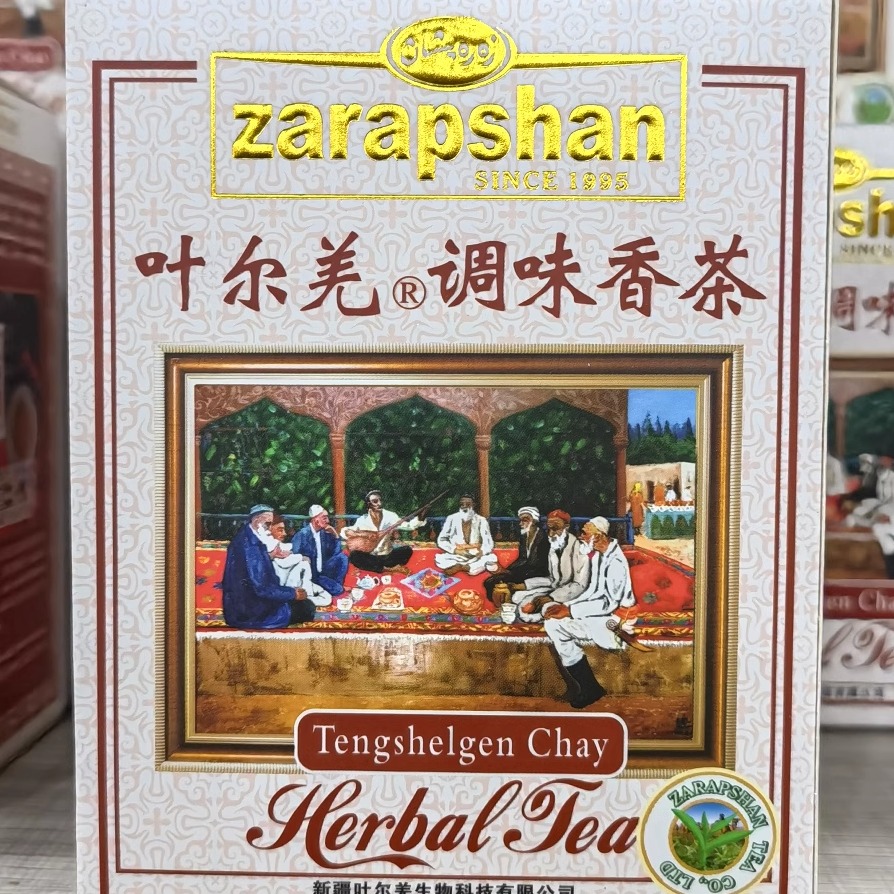 زەرەپشان
zarapshan
SINCE 1995
叶尔羌®调味香茶
Tengshelgen Chay
Herbal Tea
ZARAPSHAN TEA CO., LTD
新疆叶尔羌生物科技有限公司